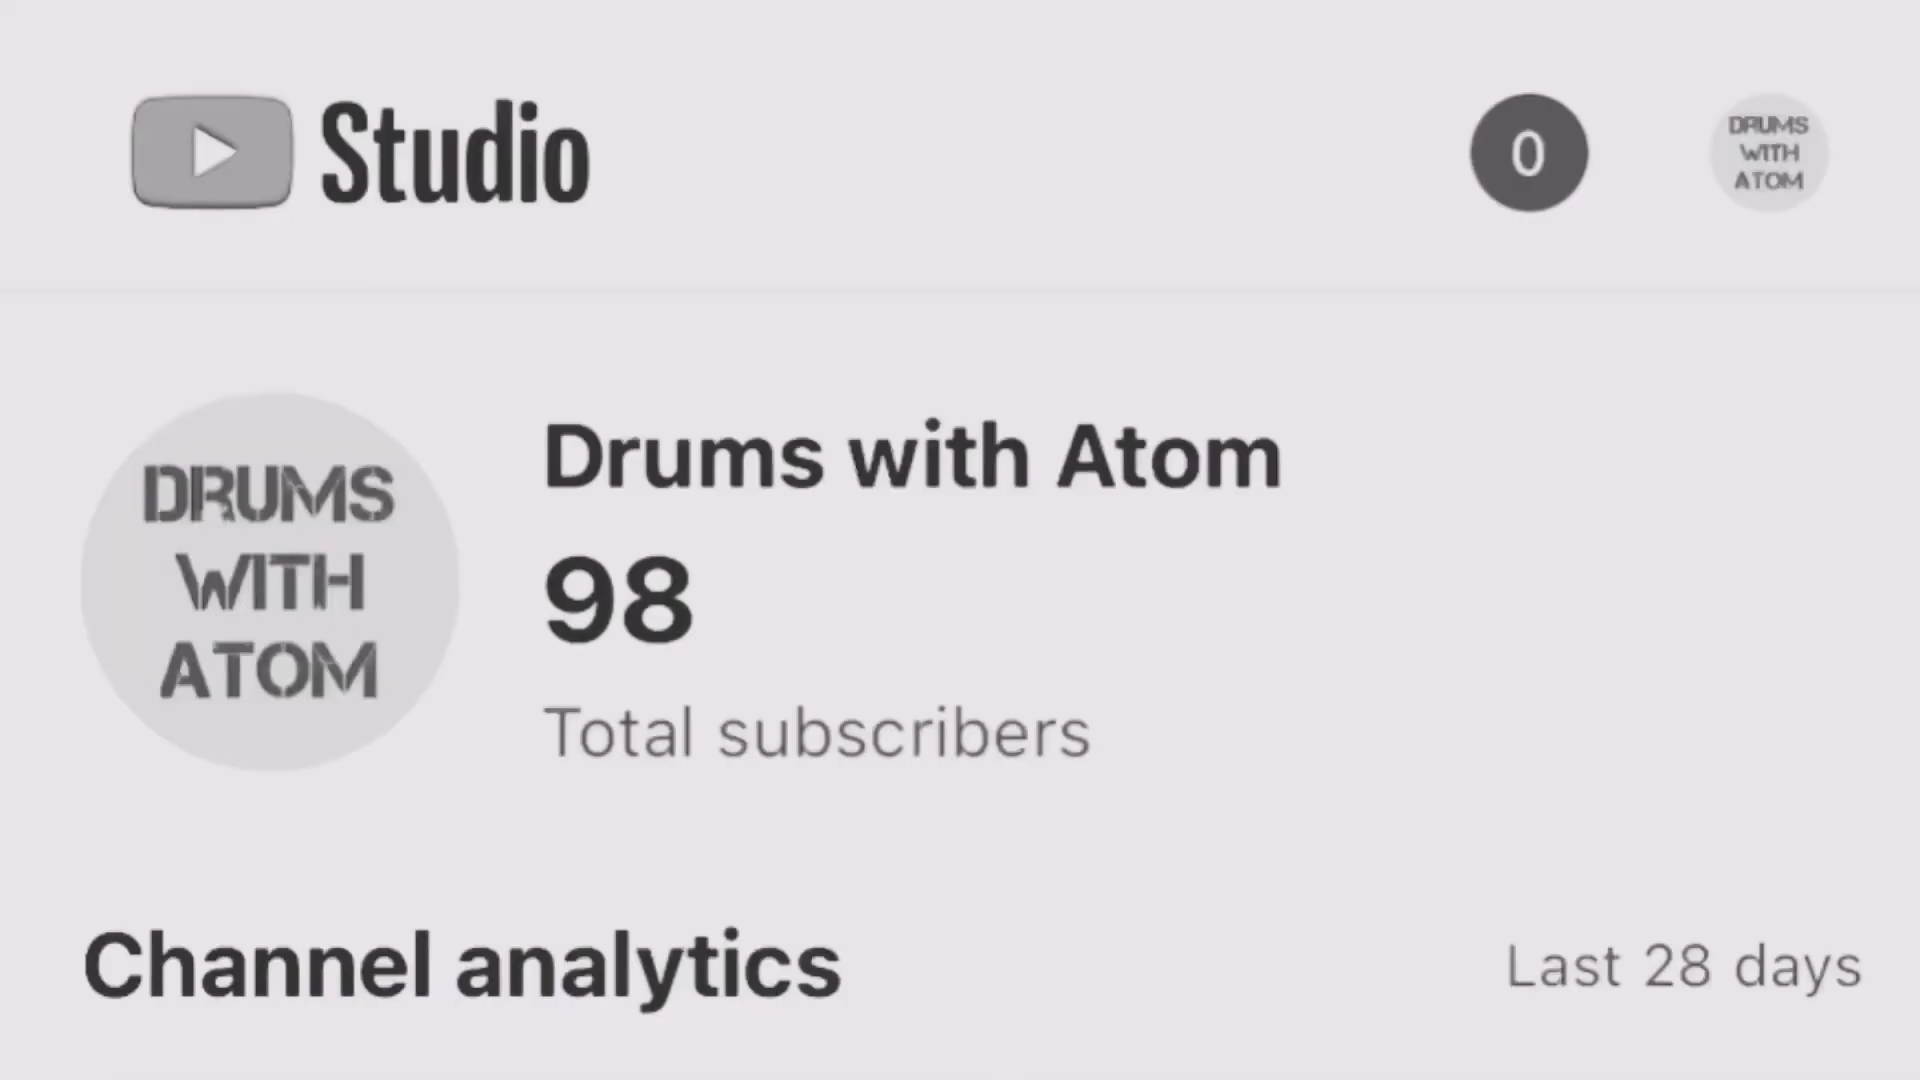 Studio
0
DRUMS
WITH
ATOM
DRUMS
WITH
ATOM
Drums with Atom
98
Total subscribers
Channel analytics
Last 28 days